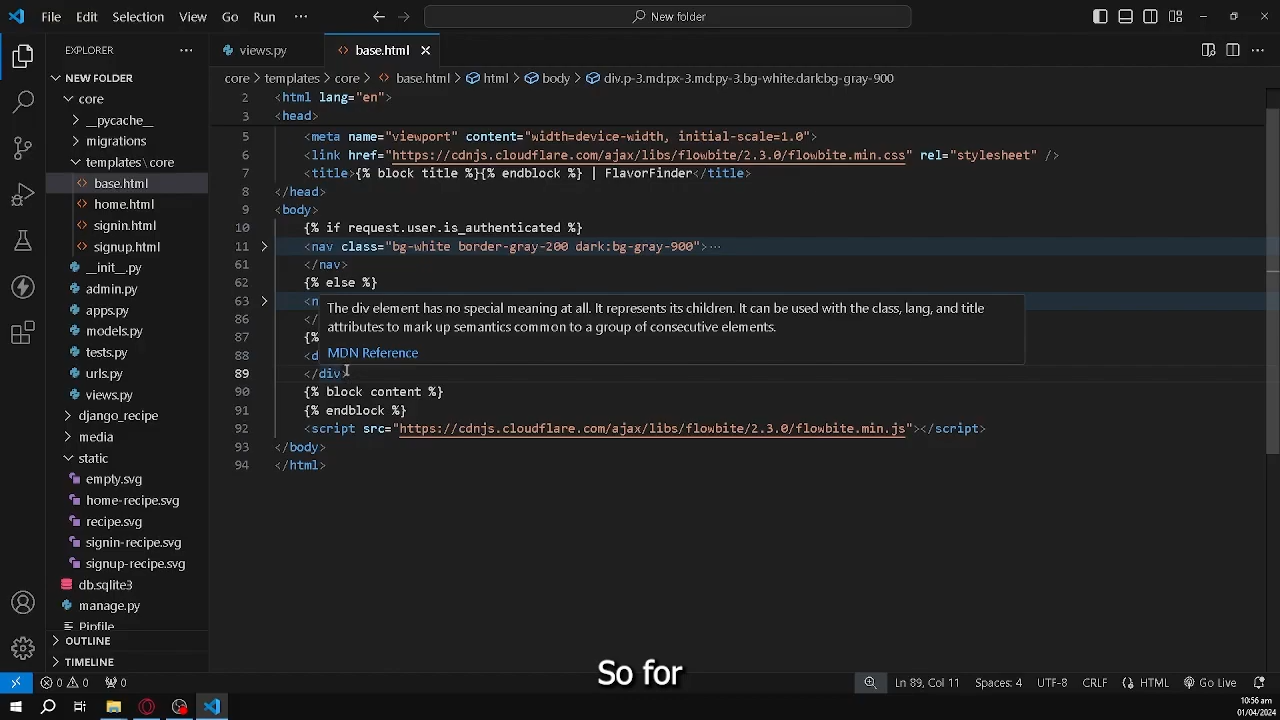 File Edit Selection View Go Run ···
New folder
EXPLORER ···
views.py
base.html
NEW FOLDER
core > templates > core > base.html > html > body > div.p-3.md:px-3.md:py-3.bg-white.dark:bg-gray-900
core
__pycache__
migrations
templates\core
base.html
home.html
signin.html
signup.html
__init__.py
admin.py
apps.py
models.py
tests.py
urls.py
views.py
django_recipe
media
static
empty.svg
home-recipe.svg
recipe.svg
signin-recipe.svg
signup-recipe.svg
db.sqlite3
manage.py
Pipfile
OUTLINE
TIMELINE
2 <html lang="en">
3 <head>
5 <meta name="viewport" content="width=device-width, initial-scale=1.0">
6 <link href="https://cdnjs.cloudflare.com/ajax/libs/flowbite/2.3.0/flowbite.min.css" rel="stylesheet" />
7 <title>{% block title %}{% endblock %} | FlavorFinder</title>
8 </head>
9 <body>
10 {% if request.user.is_authenticated %}
11 <nav class="bg-white border-gray-200 dark:bg-gray-900">···
61 </nav>
62 {% else %}
63 <n
The div element has no special meaning at all. It represents its children. It can be used with the class, lang, and title
attributes to mark up semantics common to a group of consecutive elements.
MDN Reference
86 </
87 {%
88 <d
89 </div>
90 {% block content %}
91 {% endblock %}
92 <script src="https://cdnjs.cloudflare.com/ajax/libs/flowbite/2.3.0/flowbite.min.js"></script>
93 </body>
94 </html>
So for
0 0 0 Ln 89, Col 11 Spaces: 4 UTF-8 CRLF HTML Go Live
10:56 am
01/04/2024